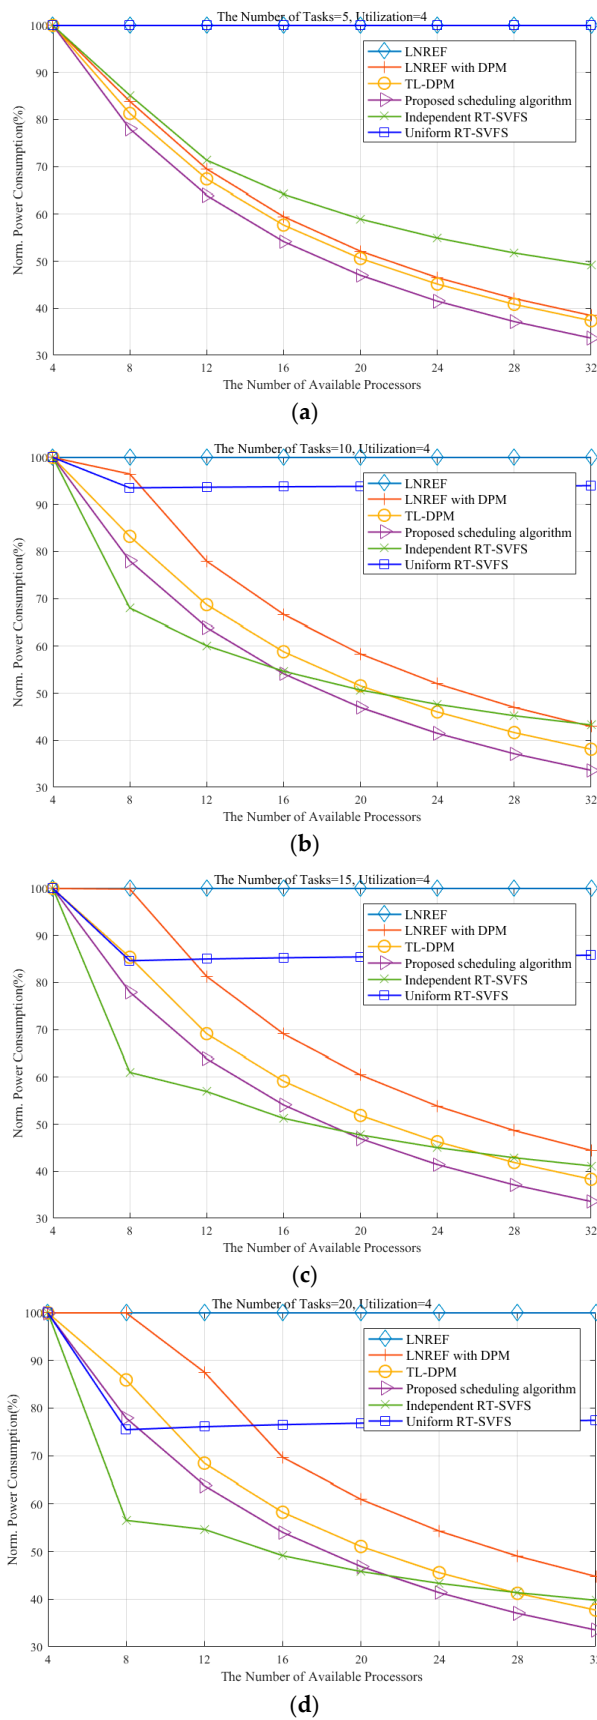 The Number of Tasks=5, Utilization=4
100
90
80
70
60
50
40
30
Norm. Power Consumption(%)
LNREF
LNREF with DPM
TL-DPM
Proposed scheduling algorithm
Independent RT-SVFS
Uniform RT-SVFS
4 8 12 16 20 24 28 32
The Number of Available Processors
(a)
The Number of Tasks=10, Utilization=4
100
90
80
70
60
50
40
30
Norm. Power Consumption(%)
LNREF
LNREF with DPM
TL-DPM
Proposed scheduling algorithm
Independent RT-SVFS
Uniform RT-SVFS
4 8 12 16 20 24 28 32
The Number of Available Processors
(b)
The Number of Tasks=15, Utilization=4
100
90
80
70
60
50
40
30
Norm. Power Consumption(%)
LNREF
LNREF with DPM
TL-DPM
Proposed scheduling algorithm
Independent RT-SVFS
Uniform RT-SVFS
4 8 12 16 20 24 28 32
The Number of Available Processors
(c)
The Number of Tasks=20, Utilization=4
100
90
80
70
60
50
40
30
Norm. Power Consumption(%)
LNREF
LNREF with DPM
TL-DPM
Proposed scheduling algorithm
Independent RT-SVFS
Uniform RT-SVFS
4 8 12 16 20 24 28 32
The Number of Available Processors
(d)